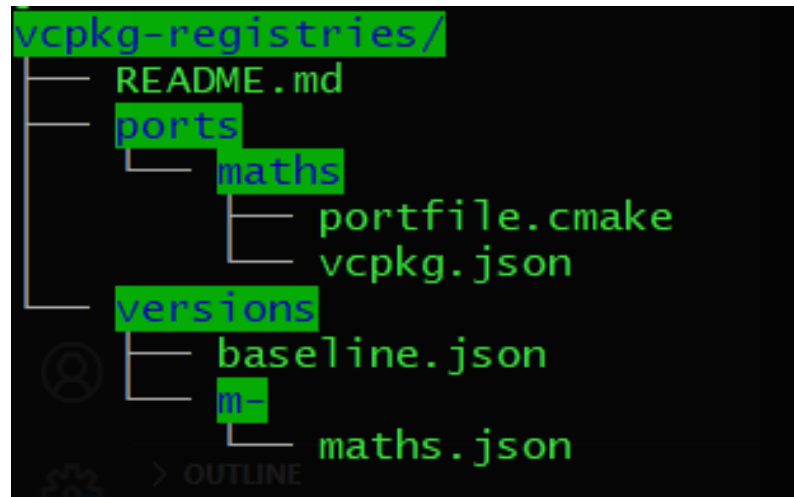 vcpkg-registries/
README.md
ports
maths
portfile.cmake
vcpkg.json
versions
baseline.json
m-
maths.json
> OUTLINE